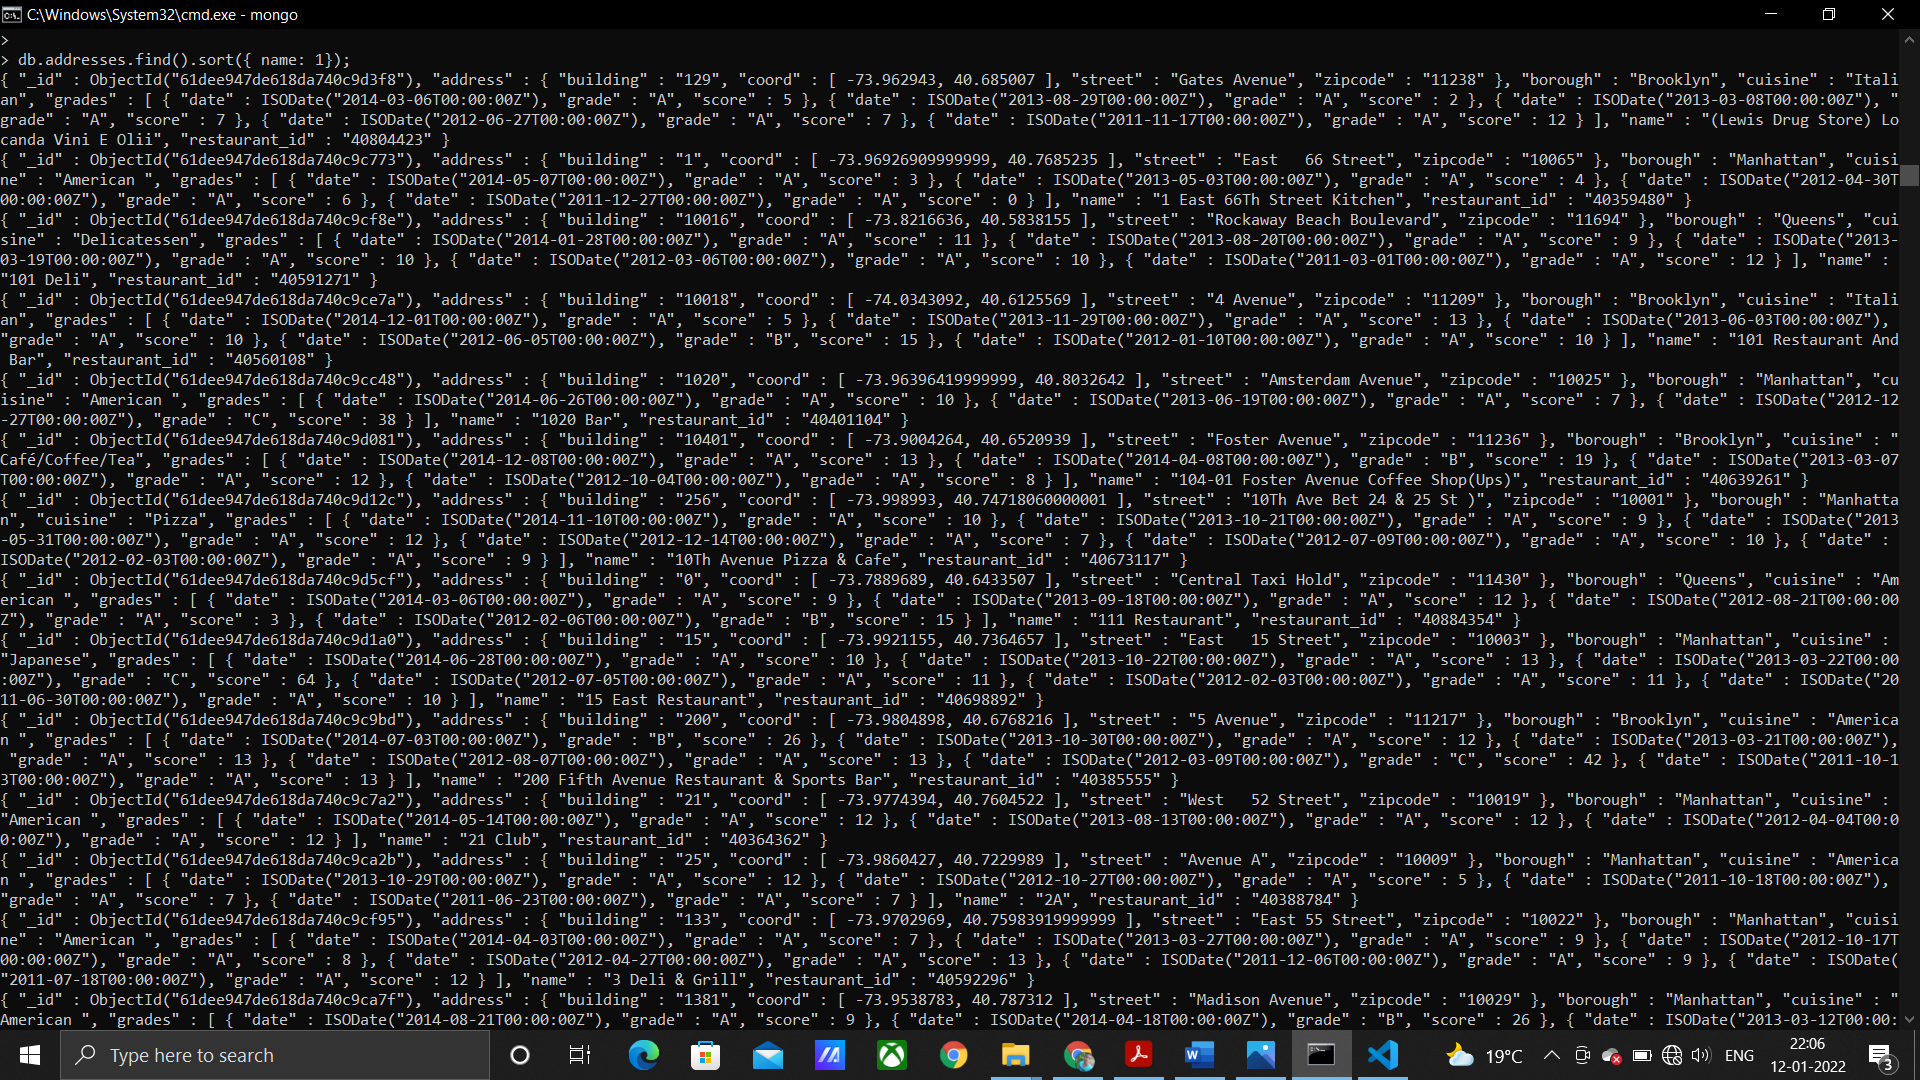 C:\Windows\System32\cmd.exe - mongo
>
> db.addresses.find().sort({ name: 1});
{ "_id" : ObjectId("61dee947de618da740c9d3f8"), "address" : { "building" : "129", "coord" : [ -73.962943, 40.685007 ], "street" : "Gates Avenue", "zipcode" : "11238" }, "borough" : "Brooklyn", "cuisine" : "Itali
an", "grades" : [ { "date" : ISODate("2014-03-06T00:00:00Z"), "grade" : "A", "score" : 5 }, { "date" : ISODate("2013-08-29T00:00:00Z"), "grade" : "A", "score" : 2 }, { "date" : ISODate("2013-03-08T00:00:00Z"), "
grade" : "A", "score" : 7 }, { "date" : ISODate("2012-06-27T00:00:00Z"), "grade" : "A", "score" : 7 }, { "date" : ISODate("2011-11-17T00:00:00Z"), "grade" : "A", "score" : 12 } ], "name" : "(Lewis Drug Store) Lo
canda Vini E Olii", "restaurant_id" : "40804423" }
{ "_id" : ObjectId("61dee947de618da740c9c773"), "address" : { "building" : "1", "coord" : [ -73.96926909999999, 40.7685235 ], "street" : "East   66 Street", "zipcode" : "10065" }, "borough" : "Manhattan", "cuisi
ne" : "American ", "grades" : [ { "date" : ISODate("2014-05-07T00:00:00Z"), "grade" : "A", "score" : 3 }, { "date" : ISODate("2013-05-03T00:00:00Z"), "grade" : "A", "score" : 4 }, { "date" : ISODate("2012-04-30T
00:00:00Z"), "grade" : "A", "score" : 6 }, { "date" : ISODate("2011-12-27T00:00:00Z"), "grade" : "A", "score" : 0 } ], "name" : "1 East 66Th Street Kitchen", "restaurant_id" : "40359480" }
{ "_id" : ObjectId("61dee947de618da740c9cf8e"), "address" : { "building" : "10016", "coord" : [ -73.8216636, 40.5838155 ], "street" : "Rockaway Beach Boulevard", "zipcode" : "11694" }, "borough" : "Queens", "cui
sine" : "Delicatessen", "grades" : [ { "date" : ISODate("2014-01-28T00:00:00Z"), "grade" : "A", "score" : 11 }, { "date" : ISODate("2013-08-20T00:00:00Z"), "grade" : "A", "score" : 9 }, { "date" : ISODate("2013-
03-19T00:00:00Z"), "grade" : "A", "score" : 10 }, { "date" : ISODate("2012-03-06T00:00:00Z"), "grade" : "A", "score" : 10 }, { "date" : ISODate("2011-03-01T00:00:00Z"), "grade" : "A", "score" : 12 } ], "name" :
"101 Deli", "restaurant_id" : "40591271" }
{ "_id" : ObjectId("61dee947de618da740c9ce7a"), "address" : { "building" : "10018", "coord" : [ -74.0343092, 40.6125569 ], "street" : "4 Avenue", "zipcode" : "11209" }, "borough" : "Brooklyn", "cuisine" : "Itali
an", "grades" : [ { "date" : ISODate("2014-12-01T00:00:00Z"), "grade" : "A", "score" : 5 }, { "date" : ISODate("2013-11-29T00:00:00Z"), "grade" : "A", "score" : 13 }, { "date" : ISODate("2013-06-03T00:00:00Z"),
"grade" : "A", "score" : 10 }, { "date" : ISODate("2012-06-05T00:00:00Z"), "grade" : "B", "score" : 15 }, { "date" : ISODate("2012-01-10T00:00:00Z"), "grade" : "A", "score" : 10 } ], "name" : "101 Restaurant And
 Bar", "restaurant_id" : "40560108" }
{ "_id" : ObjectId("61dee947de618da740c9cc48"), "address" : { "building" : "1020", "coord" : [ -73.96396419999999, 40.8032642 ], "street" : "Amsterdam Avenue", "zipcode" : "10025" }, "borough" : "Manhattan", "cu
isine" : "American ", "grades" : [ { "date" : ISODate("2014-06-26T00:00:00Z"), "grade" : "A", "score" : 10 }, { "date" : ISODate("2013-06-19T00:00:00Z"), "grade" : "A", "score" : 7 }, { "date" : ISODate("2012-12
-27T00:00:00Z"), "grade" : "C", "score" : 38 } ], "name" : "1020 Bar", "restaurant_id" : "40401104" }
{ "_id" : ObjectId("61dee947de618da740c9d081"), "address" : { "building" : "10401", "coord" : [ -73.9004264, 40.6520939 ], "street" : "Foster Avenue", "zipcode" : "11236" }, "borough" : "Brooklyn", "cuisine" : "
Café/Coffee/Tea", "grades" : [ { "date" : ISODate("2014-12-08T00:00:00Z"), "grade" : "A", "score" : 13 }, { "date" : ISODate("2014-04-08T00:00:00Z"), "grade" : "B", "score" : 19 }, { "date" : ISODate("2013-03-07
T00:00:00Z"), "grade" : "A", "score" : 12 }, { "date" : ISODate("2012-10-04T00:00:00Z"), "grade" : "A", "score" : 8 } ], "name" : "104-01 Foster Avenue Coffee Shop(Ups)", "restaurant_id" : "40639261" }
{ "_id" : ObjectId("61dee947de618da740c9d12c"), "address" : { "building" : "256", "coord" : [ -73.998993, 40.74718060000001 ], "street" : "10Th Ave Bet 24 & 25 St )", "zipcode" : "10001" }, "borough" : "Manhatta
n", "cuisine" : "Pizza", "grades" : [ { "date" : ISODate("2014-11-10T00:00:00Z"), "grade" : "A", "score" : 10 }, { "date" : ISODate("2013-10-21T00:00:00Z"), "grade" : "A", "score" : 9 }, { "date" : ISODate("2013
-05-31T00:00:00Z"), "grade" : "A", "score" : 12 }, { "date" : ISODate("2012-12-14T00:00:00Z"), "grade" : "A", "score" : 7 }, { "date" : ISODate("2012-07-09T00:00:00Z"), "grade" : "A", "score" : 10 }, { "date" :
ISODate("2012-02-03T00:00:00Z"), "grade" : "A", "score" : 9 } ], "name" : "10Th Avenue Pizza & Cafe", "restaurant_id" : "40673117" }
{ "_id" : ObjectId("61dee947de618da740c9d5cf"), "address" : { "building" : "0", "coord" : [ -73.7889689, 40.6433507 ], "street" : "Central Taxi Hold", "zipcode" : "11430" }, "borough" : "Queens", "cuisine" : "Am
erican ", "grades" : [ { "date" : ISODate("2014-03-06T00:00:00Z"), "grade" : "A", "score" : 9 }, { "date" : ISODate("2013-09-18T00:00:00Z"), "grade" : "A", "score" : 12 }, { "date" : ISODate("2012-08-21T00:00:00
Z"), "grade" : "A", "score" : 3 }, { "date" : ISODate("2012-02-06T00:00:00Z"), "grade" : "B", "score" : 15 } ], "name" : "111 Restaurant", "restaurant_id" : "40884354" }
{ "_id" : ObjectId("61dee947de618da740c9d1a0"), "address" : { "building" : "15", "coord" : [ -73.9921155, 40.7364657 ], "street" : "East   15 Street", "zipcode" : "10003" }, "borough" : "Manhattan", "cuisine" :
"Japanese", "grades" : [ { "date" : ISODate("2014-06-28T00:00:00Z"), "grade" : "A", "score" : 10 }, { "date" : ISODate("2013-10-22T00:00:00Z"), "grade" : "A", "score" : 13 }, { "date" : ISODate("2013-03-22T00:00
:00Z"), "grade" : "C", "score" : 64 }, { "date" : ISODate("2012-07-05T00:00:00Z"), "grade" : "A", "score" : 11 }, { "date" : ISODate("2012-02-03T00:00:00Z"), "grade" : "A", "score" : 11 }, { "date" : ISODate("20
11-06-30T00:00:00Z"), "grade" : "A", "score" : 10 } ], "name" : "15 East Restaurant", "restaurant_id" : "40698892" }
{ "_id" : ObjectId("61dee947de618da740c9c9bd"), "address" : { "building" : "200", "coord" : [ -73.9804898, 40.6768216 ], "street" : "5 Avenue", "zipcode" : "11217" }, "borough" : "Brooklyn", "cuisine" : "America
n ", "grades" : [ { "date" : ISODate("2014-07-03T00:00:00Z"), "grade" : "B", "score" : 26 }, { "date" : ISODate("2013-10-30T00:00:00Z"), "grade" : "A", "score" : 12 }, { "date" : ISODate("2013-03-21T00:00:00Z"),
 "grade" : "A", "score" : 13 }, { "date" : ISODate("2012-08-07T00:00:00Z"), "grade" : "A", "score" : 13 }, { "date" : ISODate("2012-03-09T00:00:00Z"), "grade" : "C", "score" : 42 }, { "date" : ISODate("2011-10-1
3T00:00:00Z"), "grade" : "A", "score" : 13 } ], "name" : "200 Fifth Avenue Restaurant & Sports Bar", "restaurant_id" : "40385555" }
{ "_id" : ObjectId("61dee947de618da740c9c7a2"), "address" : { "building" : "21", "coord" : [ -73.9774394, 40.7604522 ], "street" : "West   52 Street", "zipcode" : "10019" }, "borough" : "Manhattan", "cuisine" :
"American ", "grades" : [ { "date" : ISODate("2014-05-14T00:00:00Z"), "grade" : "A", "score" : 12 }, { "date" : ISODate("2013-08-13T00:00:00Z"), "grade" : "A", "score" : 12 }, { "date" : ISODate("2012-04-04T00:0
0:00Z"), "grade" : "A", "score" : 12 } ], "name" : "21 Club", "restaurant_id" : "40364362" }
{ "_id" : ObjectId("61dee947de618da740c9ca2b"), "address" : { "building" : "25", "coord" : [ -73.9860427, 40.7229989 ], "street" : "Avenue A", "zipcode" : "10009" }, "borough" : "Manhattan", "cuisine" : "America
n ", "grades" : [ { "date" : ISODate("2013-10-29T00:00:00Z"), "grade" : "A", "score" : 12 }, { "date" : ISODate("2012-10-27T00:00:00Z"), "grade" : "A", "score" : 5 }, { "date" : ISODate("2011-10-18T00:00:00Z"),
"grade" : "A", "score" : 7 }, { "date" : ISODate("2011-06-23T00:00:00Z"), "grade" : "A", "score" : 7 } ], "name" : "2A", "restaurant_id" : "40388784" }
{ "_id" : ObjectId("61dee947de618da740c9cf95"), "address" : { "building" : "133", "coord" : [ -73.9702969, 40.75983919999999 ], "street" : "East 55 Street", "zipcode" : "10022" }, "borough" : "Manhattan", "cuisi
ne" : "American ", "grades" : [ { "date" : ISODate("2014-04-03T00:00:00Z"), "grade" : "A", "score" : 7 }, { "date" : ISODate("2013-03-27T00:00:00Z"), "grade" : "A", "score" : 9 }, { "date" : ISODate("2012-10-17T
00:00:00Z"), "grade" : "A", "score" : 8 }, { "date" : ISODate("2012-04-27T00:00:00Z"), "grade" : "A", "score" : 13 }, { "date" : ISODate("2011-12-06T00:00:00Z"), "grade" : "A", "score" : 9 }, { "date" : ISODate(
"2011-07-18T00:00:00Z"), "grade" : "A", "score" : 12 } ], "name" : "3 Deli & Grill", "restaurant_id" : "40592296" }
{ "_id" : ObjectId("61dee947de618da740c9ca7f"), "address" : { "building" : "1381", "coord" : [ -73.9538783, 40.787312 ], "street" : "Madison Avenue", "zipcode" : "10029" }, "borough" : "Manhattan", "cuisine" : "
American ", "grades" : [ { "date" : ISODate("2014-08-21T00:00:00Z"), "grade" : "A", "score" : 9 }, { "date" : ISODate("2014-04-18T00:00:00Z"), "grade" : "B", "score" : 26 }, { "date" : ISODate("2013-03-12T00:00:
Type here to search
19°C
ENG
22:06
12-01-2022
3